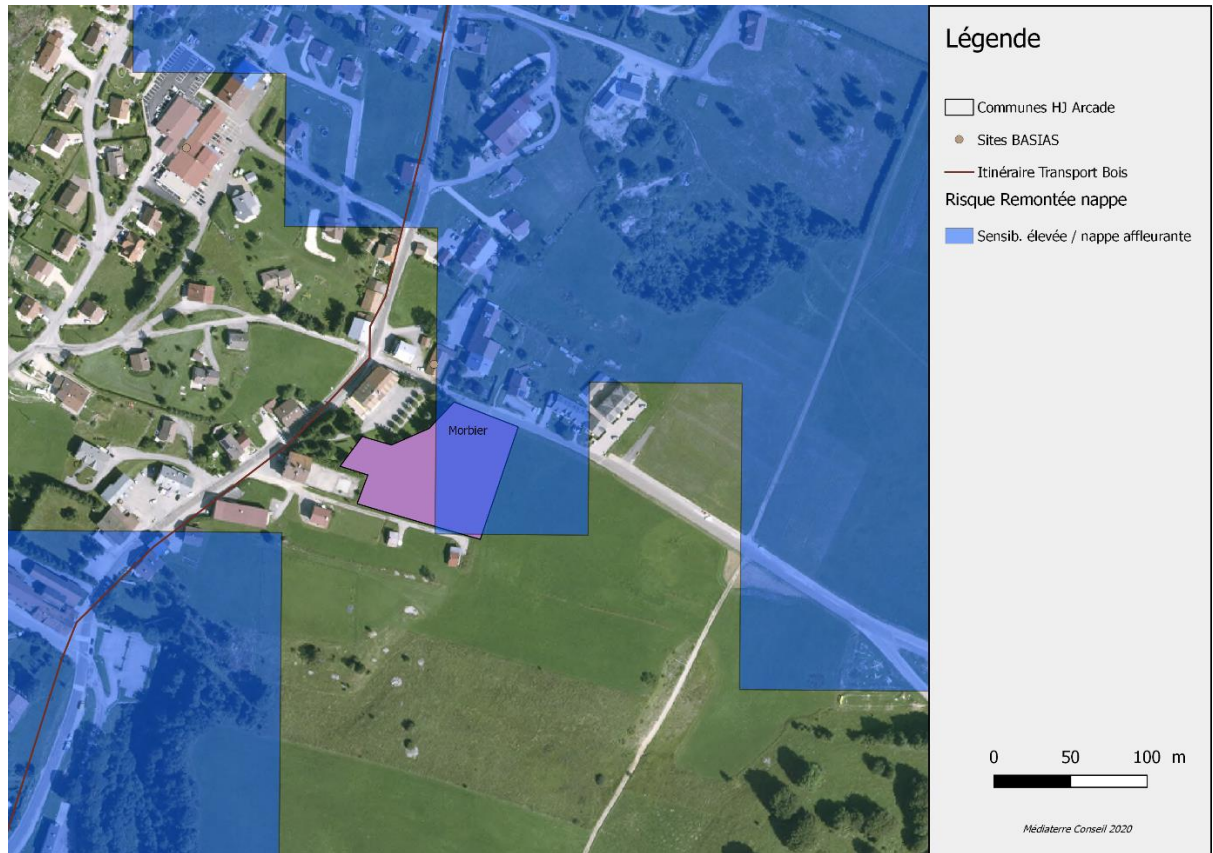 Morbier
Légende
Communes HJ Arcade
Sites BASIAS
Itinéraire Transport Bois
Risque Remontée nappe
Sensib. élevée / nappe affleurante
0 50 100 m
Médiaterre Conseil 2020